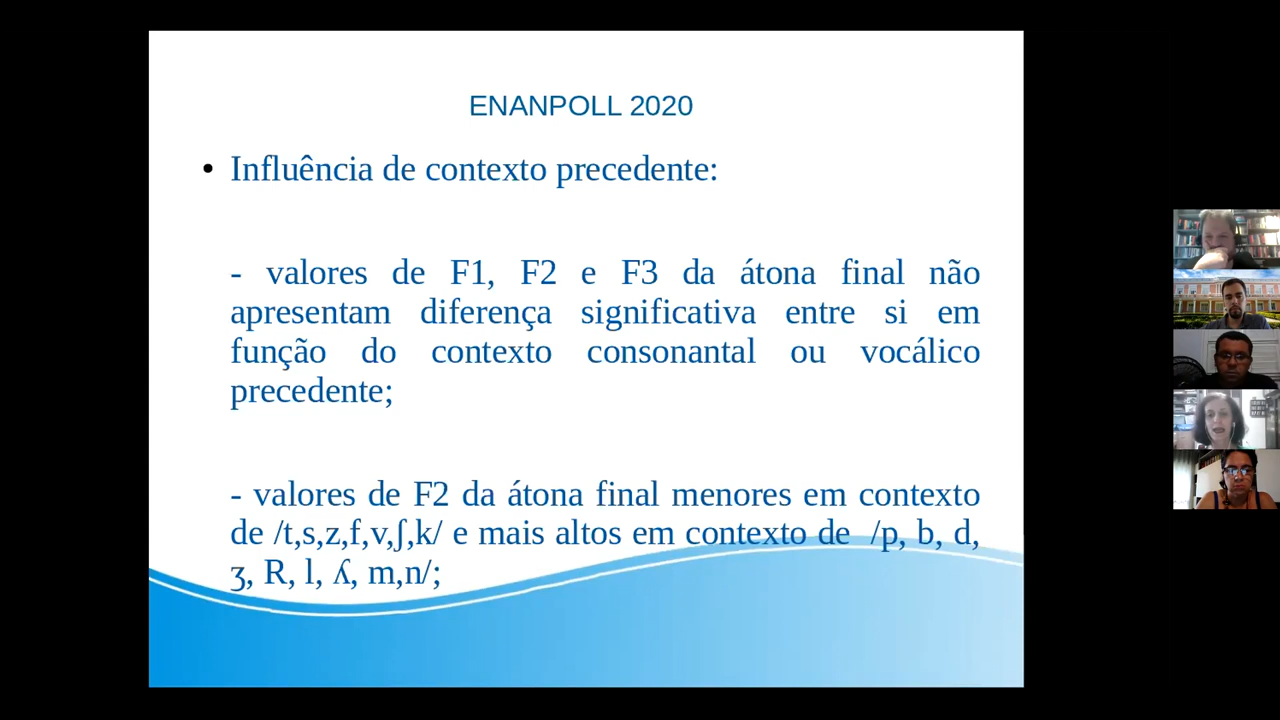 ENANPOLL 2020
• Influência de contexto precedente:
- valores de F1, F2 e F3 da átona final não
apresentam diferença significativa entre si em
função do contexto consonantal ou vocálico
precedente;
- valores de F2 da átona final menores em contexto
de /t,s,z,f,v,ʃ,k/ e mais altos em contexto de /p, b, d,
ʒ, R, l, ʎ, m,n/;